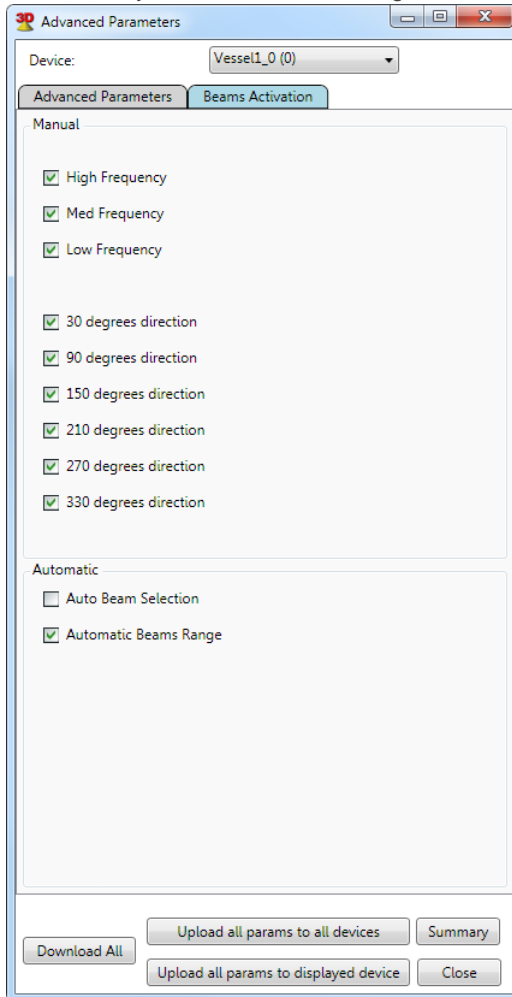 3D Advanced Parameters
Device: Vessel1_0 (0)
Advanced Parameters Beams Activation
Manual
High Frequency
Med Frequency
Low Frequency
30 degrees direction
90 degrees direction
150 degrees direction
210 degrees direction
270 degrees direction
330 degrees direction
Automatic
Auto Beam Selection
Automatic Beams Range
Download All
Upload all params to all devices Summary
Upload all params to displayed device Close